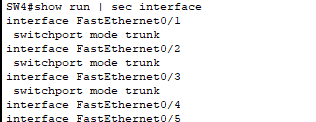 SW4#show run | sec interface
interface FastEthernet0/1
 switchport mode trunk
interface FastEthernet0/2
 switchport mode trunk
interface FastEthernet0/3
 switchport mode trunk
interface FastEthernet0/4
interface FastEthernet0/5